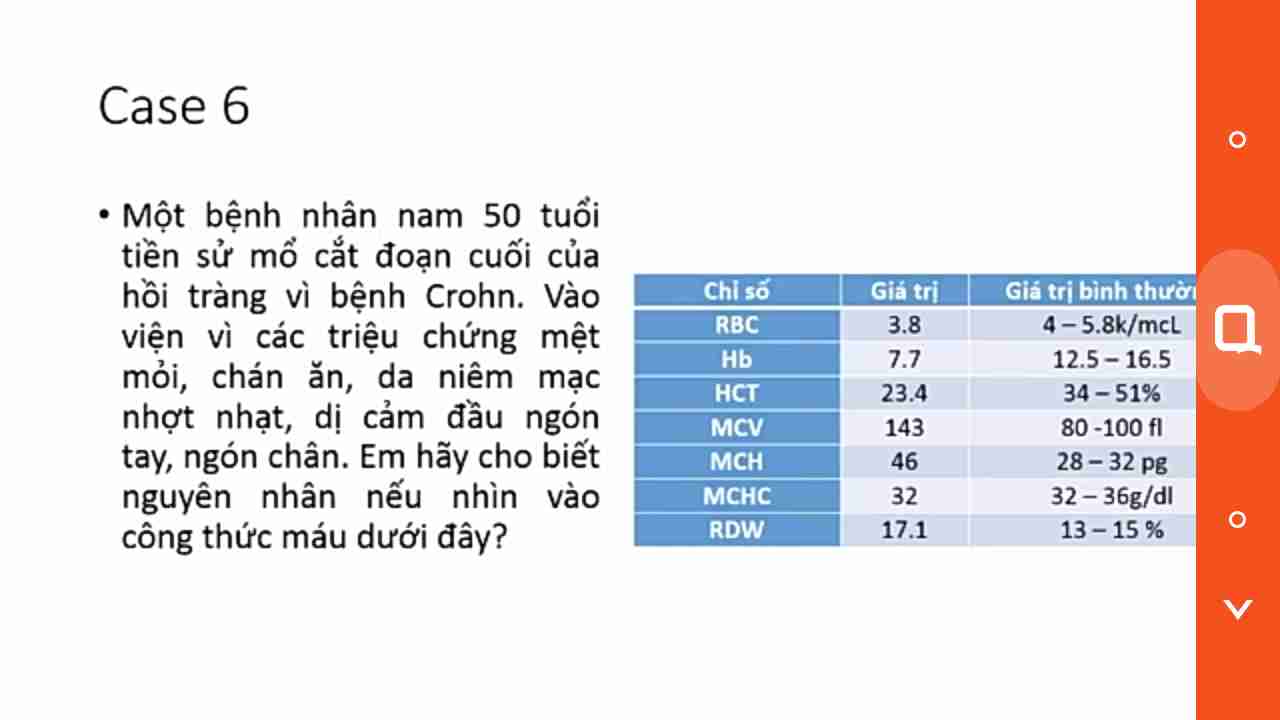 Case 6
• Một bệnh nhân nam 50 tuổi
tiền sử mổ cắt đoạn cuối của
hồi tràng vì bệnh Crohn. Vào
viện vì các triệu chứng mệt
mỏi, chán ăn, da niêm mạc
nhợt nhạt, dị cảm đầu ngón
tay, ngón chân. Em hãy cho biết
nguyên nhân nếu nhìn vào
công thức máu dưới đây?
Chỉ số Giá trị Giá trị bình thườn
RBC 3.8 4 – 5.8k/mcL
Hb 7.7 12.5 – 16.5
HCT 23.4 34 – 51%
MCV 143 80 -100 fl
MCH 46 28 – 32 pg
MCHC 32 32 – 36g/dl
RDW 17.1 13 – 15 %